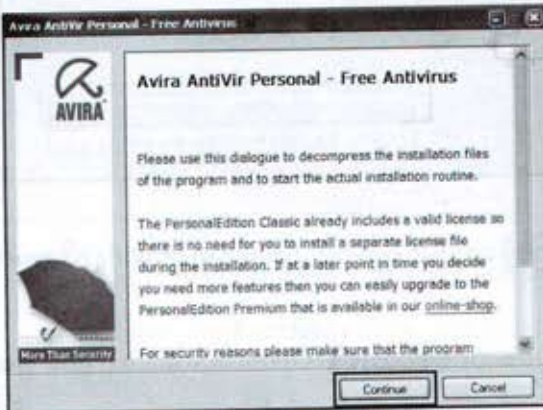 Avira AntiVir Personal - Free Antivirus
AVIRA
Avira AntiVir Personal - Free Antivirus
Please use this dialogue to decompress the installation files
of the program and to start the actual installation routine.
The PersonalEdition Classic already includes a valid license so
there is no need for you to install a separate license file
during the installation. If at a later point in time you decide
you need more features then you can easily upgrade to the
PersonalEdition Premium that is available in our online-shop.
For security reasons please make sure that the program
More Than Security
Continue
Cancel